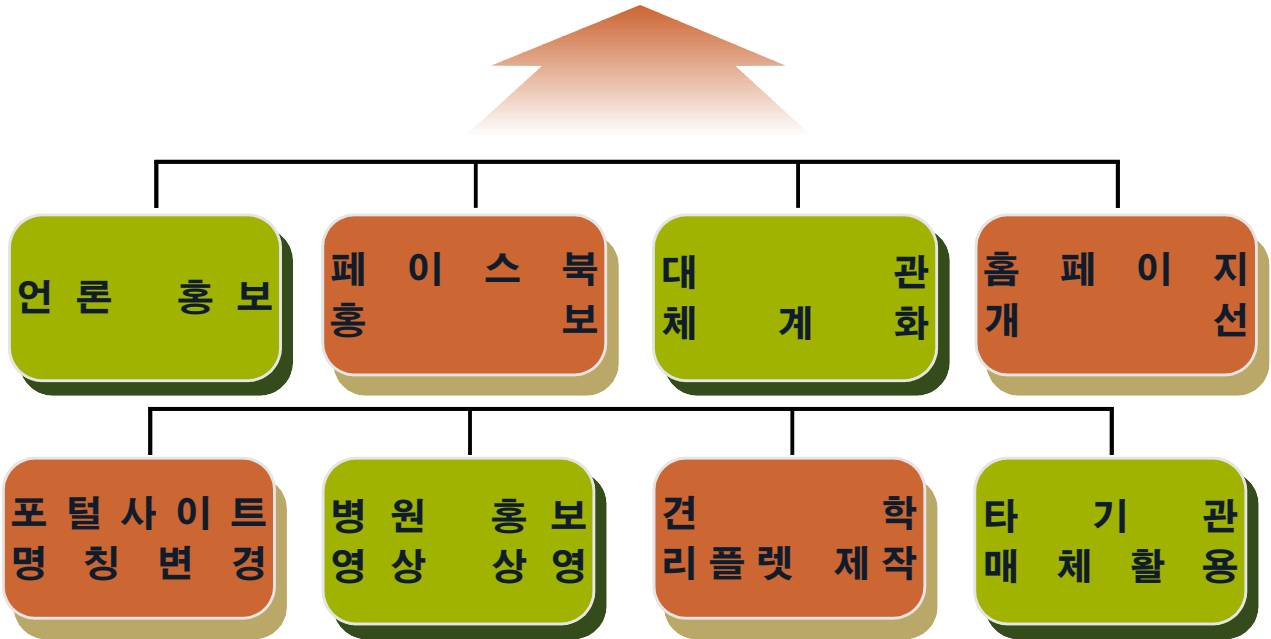 언론 홍보
페이스북
홍보
대관
체계화
홈페이지
개선
포털사이트
명칭변경
병원 홍보
영상 상영
견학
리플렛 제작
타기관
매체활용